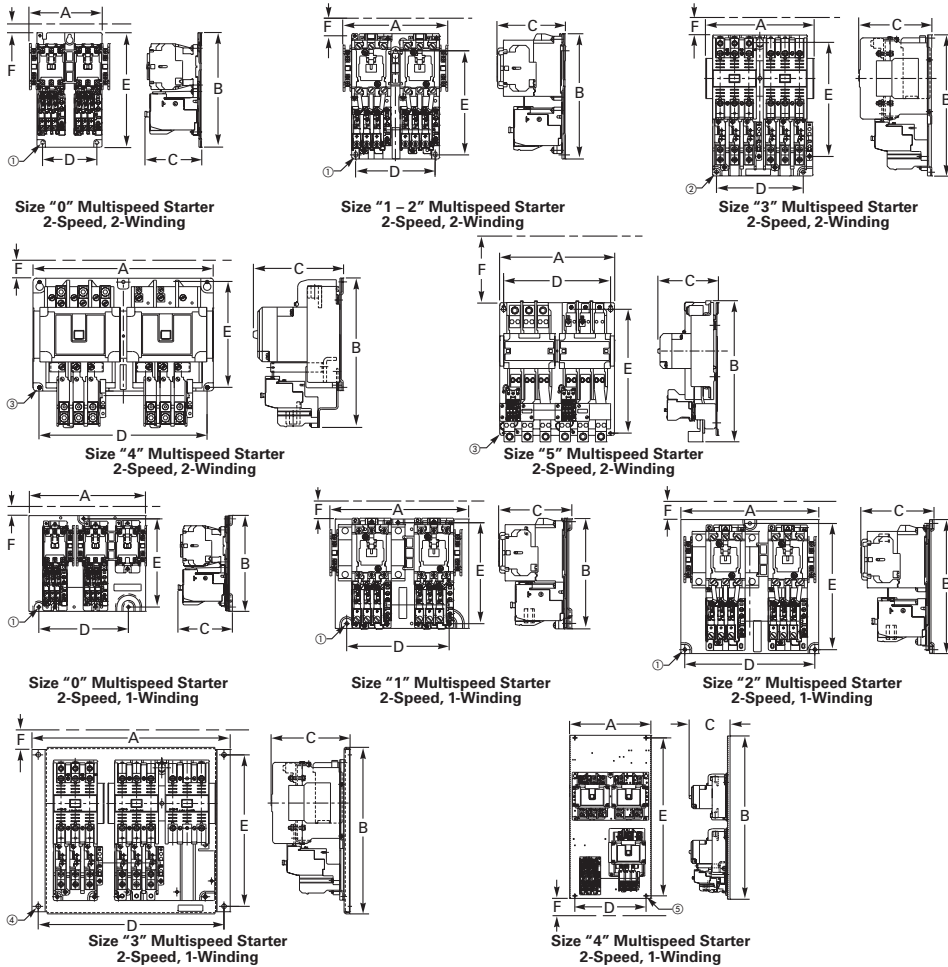 A
F
E
B
①
D
C
Size "0" Multispeed Starter
2-Speed, 2-Winding
F
A
C
E
B
①
D
Size "1 – 2" Multispeed Starter
2-Speed, 2-Winding
F
A
C
E
B
②
D
Size "3" Multispeed Starter
2-Speed, 2-Winding
F
A
C
E
B
③
D
Size "4" Multispeed Starter
2-Speed, 2-Winding
F
A
D
C
E
B
③
Size "5" Multispeed Starter
2-Speed, 2-Winding
A
F
E
B
①
D
C
Size "0" Multispeed Starter
2-Speed, 1-Winding
F
A
C
E
B
①
D
Size "1" Multispeed Starter
2-Speed, 1-Winding
F
A
C
E
B
①
D
Size "2" Multispeed Starter
2-Speed, 1-Winding
F
A
C
E
B
④
D
Size "3" Multispeed Starter
2-Speed, 1-Winding
A
C
E
B
F
D
⑤
Size "4" Multispeed Starter
2-Speed, 1-Winding